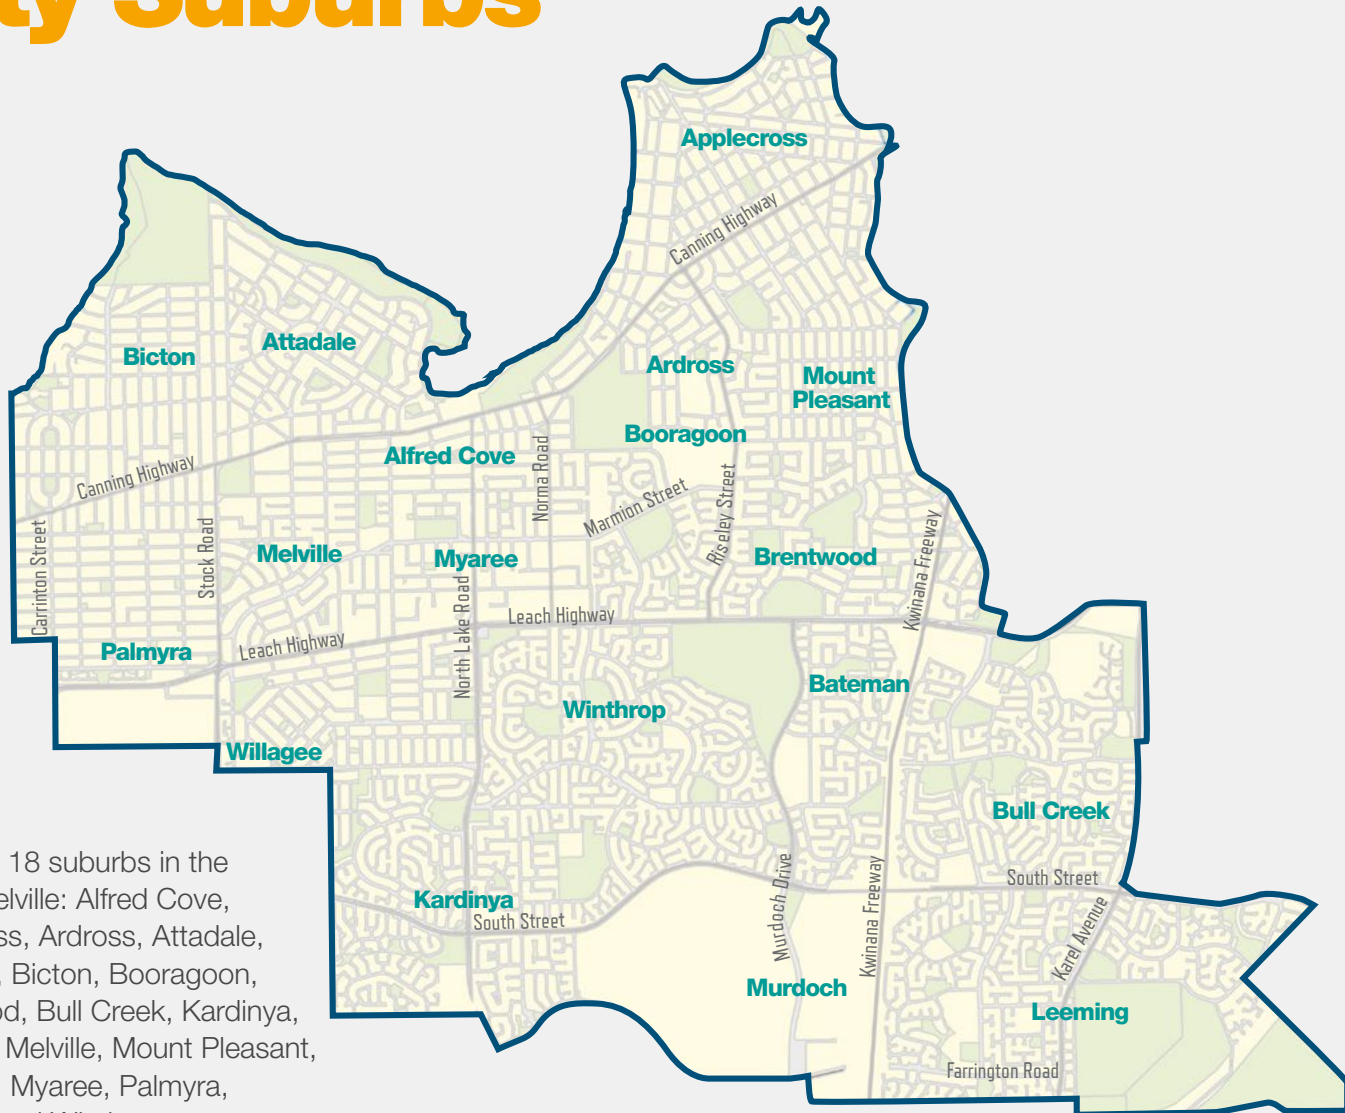 ty Suburbs
Applecross
Canning Highway
Bicton
Attadale
Ardross
Mount
Pleasant
Booragoon
Alfred Cove
Canning Highway
Norma Road
Marmion Street
Riseley Street
Carrinton Street
Stock Road
Melville
Myaree
Brentwood
Kwinana Freeway
North Lake Road
Leach Highway
Palmyra
Leach Highway
Bateman
Winthrop
Willagee
Bull Creek
18 suburbs in the
elville: Alfred Cove,
ss, Ardross, Attadale,
, Bicton, Booragoon,
od, Bull Creek, Kardinya,
Melville, Mount Pleasant,
Myaree, Palmyra,
South Street
Kardinya
South Street
Murdoch Drive
Kwinana Freeway
Karel Avenue
Murdoch
Leeming
Farrington Road